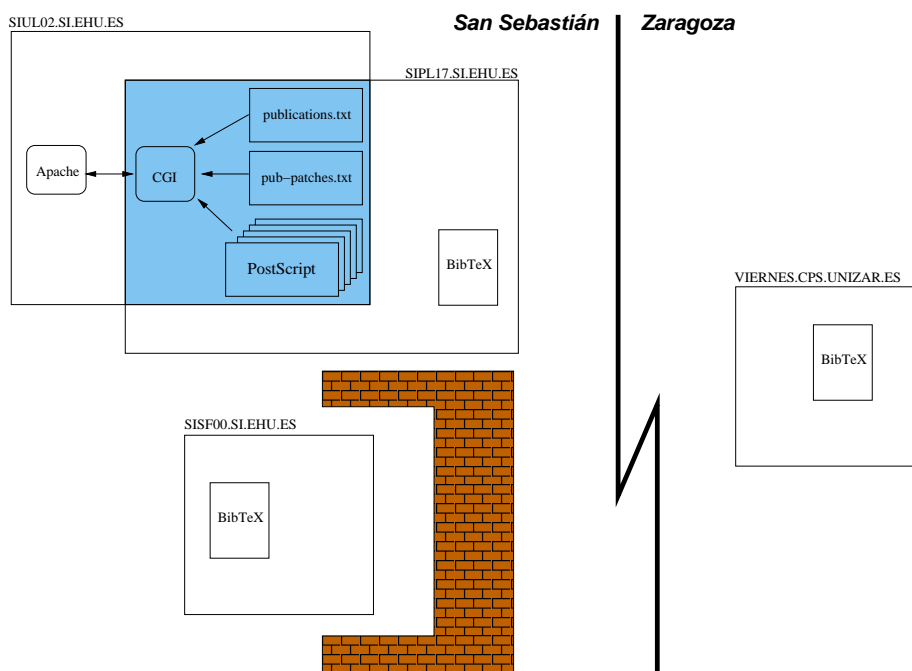 San Sebastián
Zaragoza
SIUL02.SI.EHU.ES
SIPL17.SI.EHU.ES
publications.txt
Apache
CGI
pub−patches.txt
PostScript
BibTeX
VIERNES.CPS.UNIZAR.ES
BibTeX
SISF00.SI.EHU.ES
BibTeX